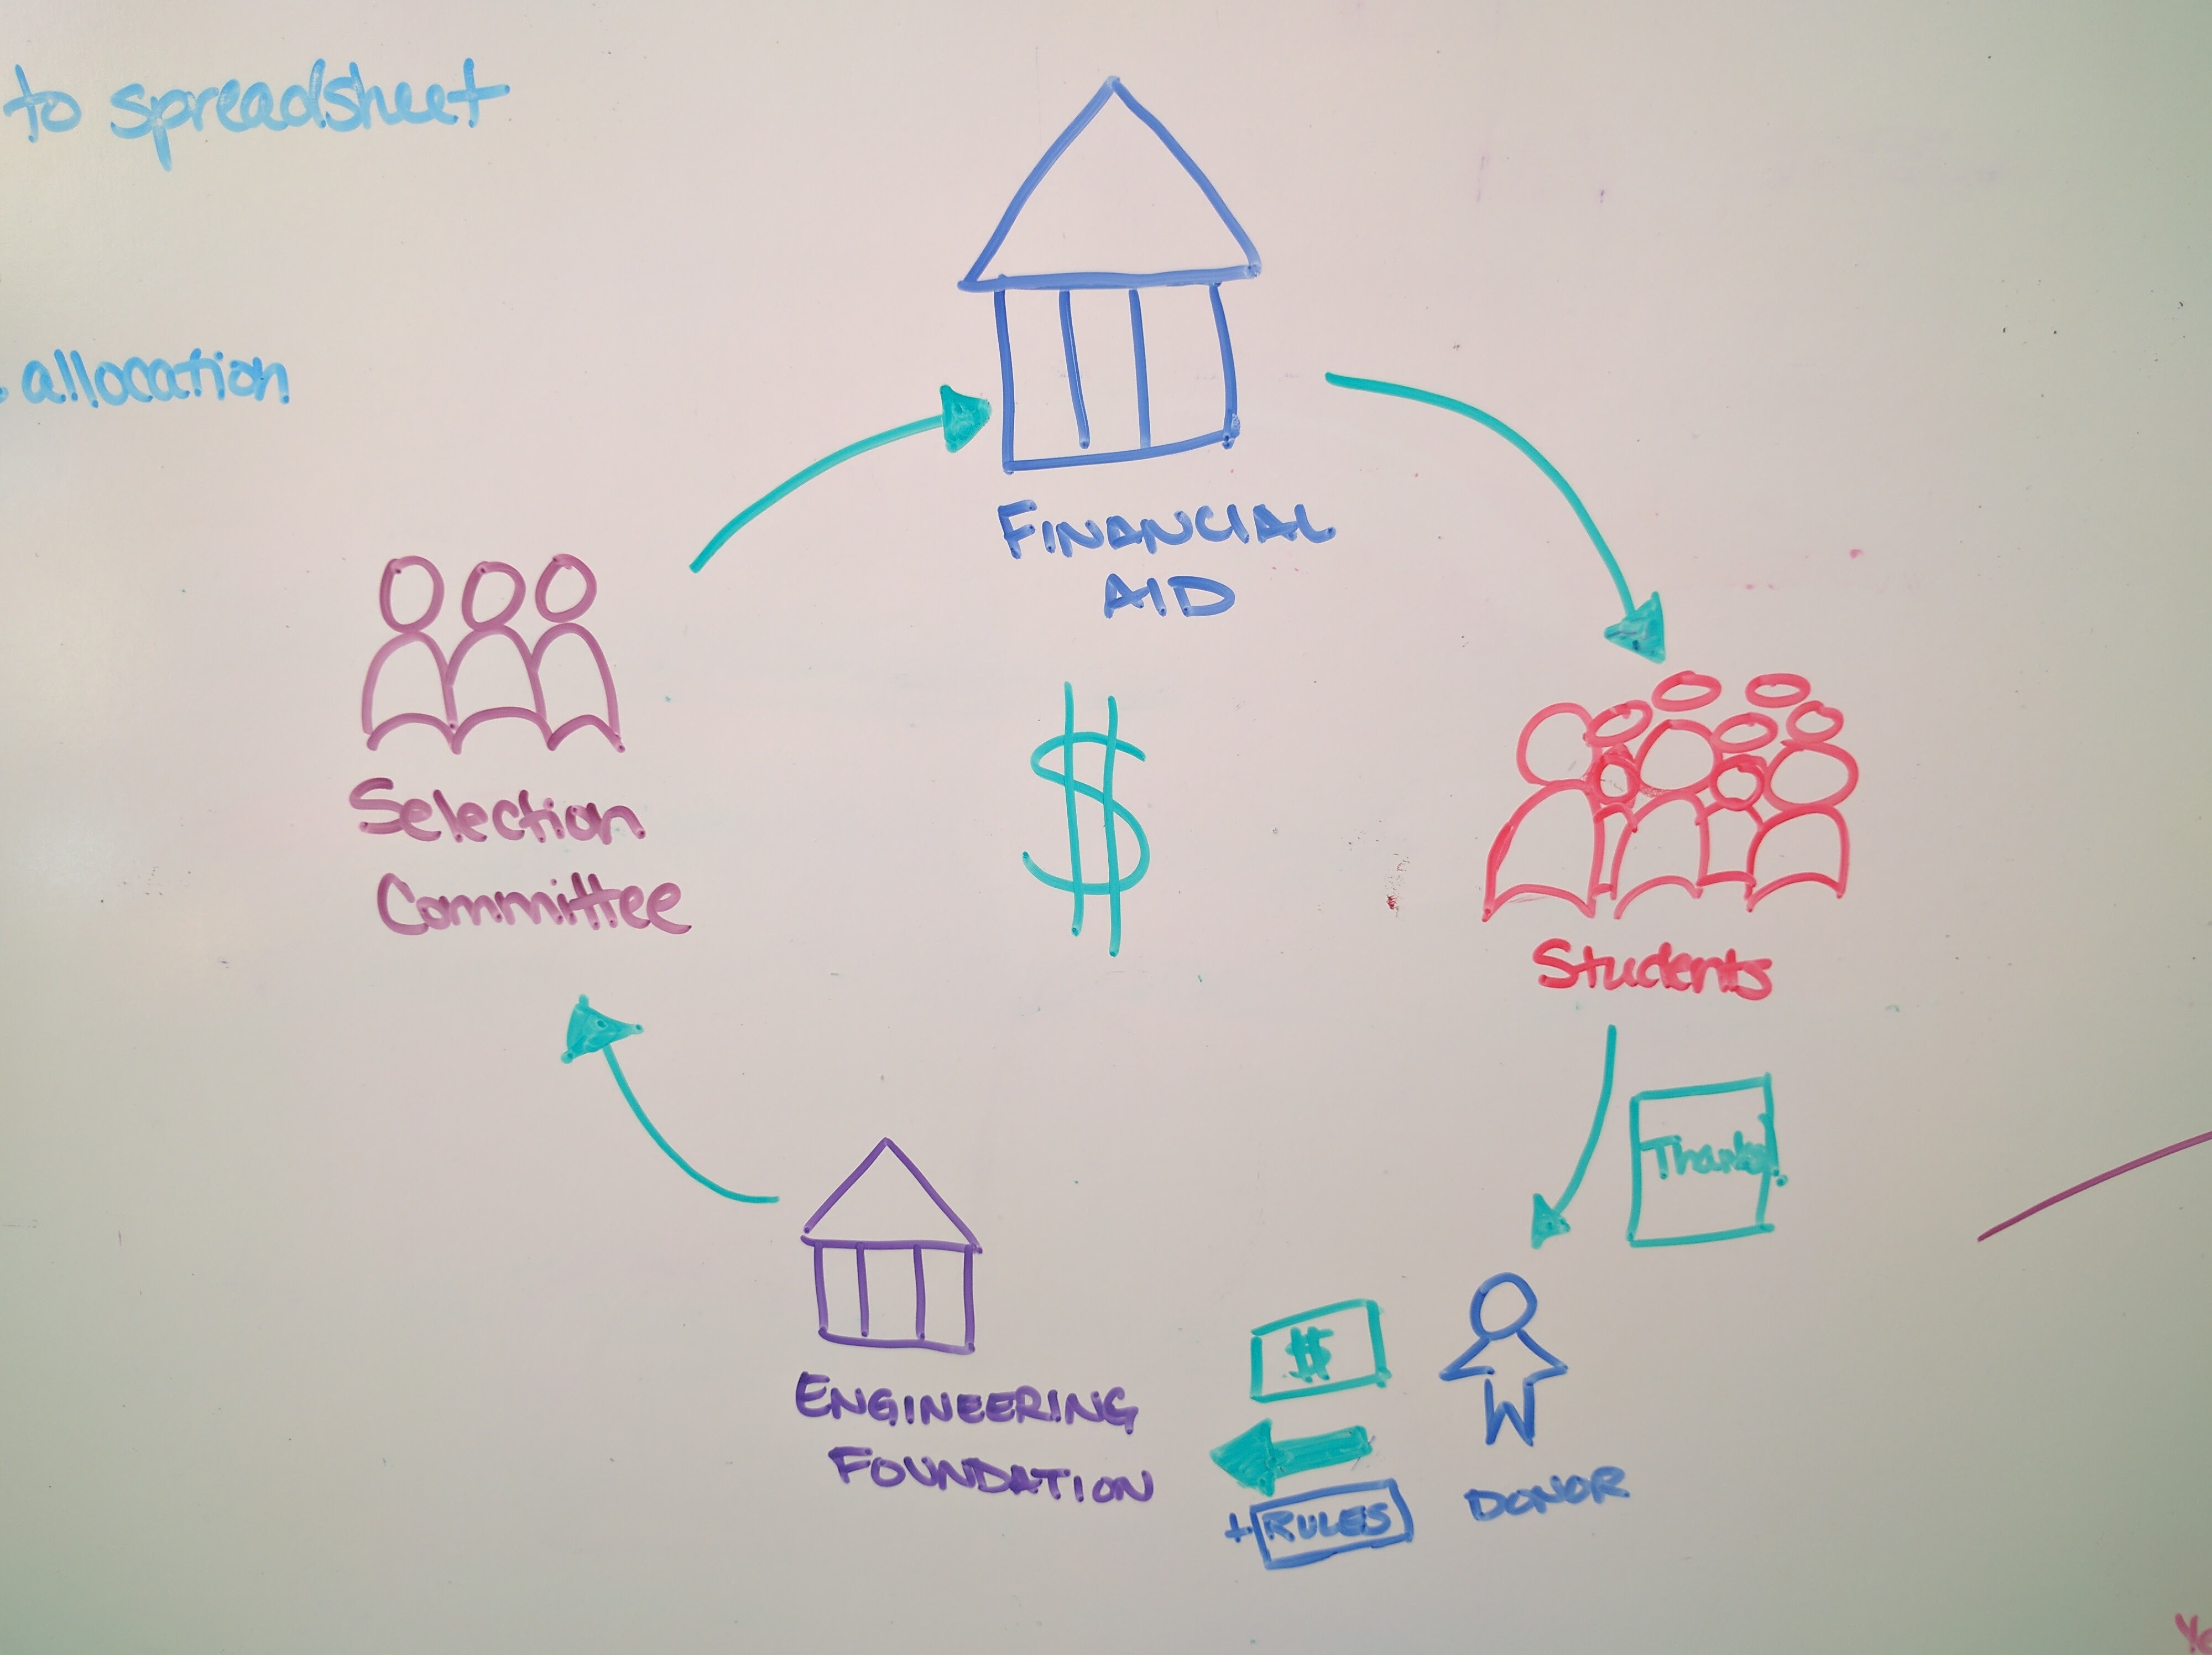 to spreadsheet
allocation
FINANCIAL
AID
$
Selection
Committee
Students
Thanks!
$
+ RULES
DONOR
ENGINEERING
FOUNDATION